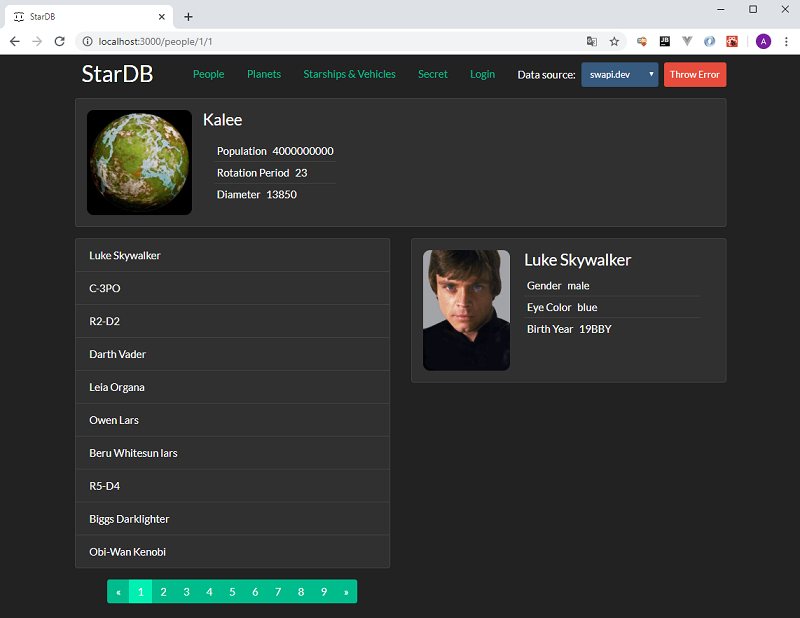 StarDB
localhost:3000/people/1/1
A
StarDB People Planets Starships & Vehicles Secret Login Data source: swapi.dev Throw Error
Kalee
Population 4000000000
Rotation Period 23
Diameter 13850
Luke Skywalker
C-3PO
R2-D2
Darth Vader
Leia Organa
Owen Lars
Beru Whitesun lars
R5-D4
Biggs Darklighter
Obi-Wan Kenobi
« 1 2 3 4 5 6 7 8 9 »
Luke Skywalker
Gender male
Eye Color blue
Birth Year 19BBY